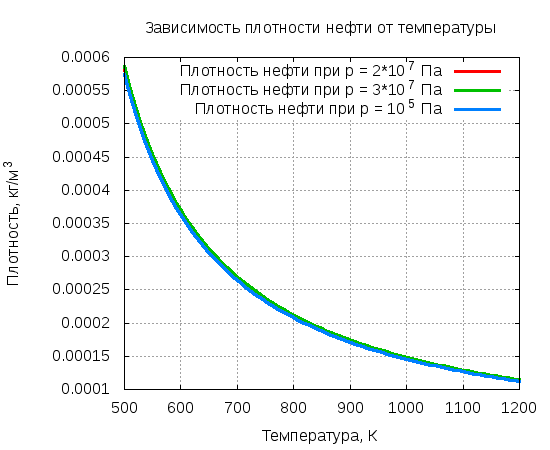 Зависимость плотности нефти от температуры
Плотность нефти при p = 2*10^7 Па
Плотность нефти при p = 3*10^7 Па
Плотность нефти при p = 10^5 Па
0.0006
0.00055
0.0005
0.00045
0.0004
0.00035
0.0003
0.00025
0.0002
0.00015
0.0001
Плотность, кг/м^3
500 600 700 800 900 1000 1100 1200
Температура, К